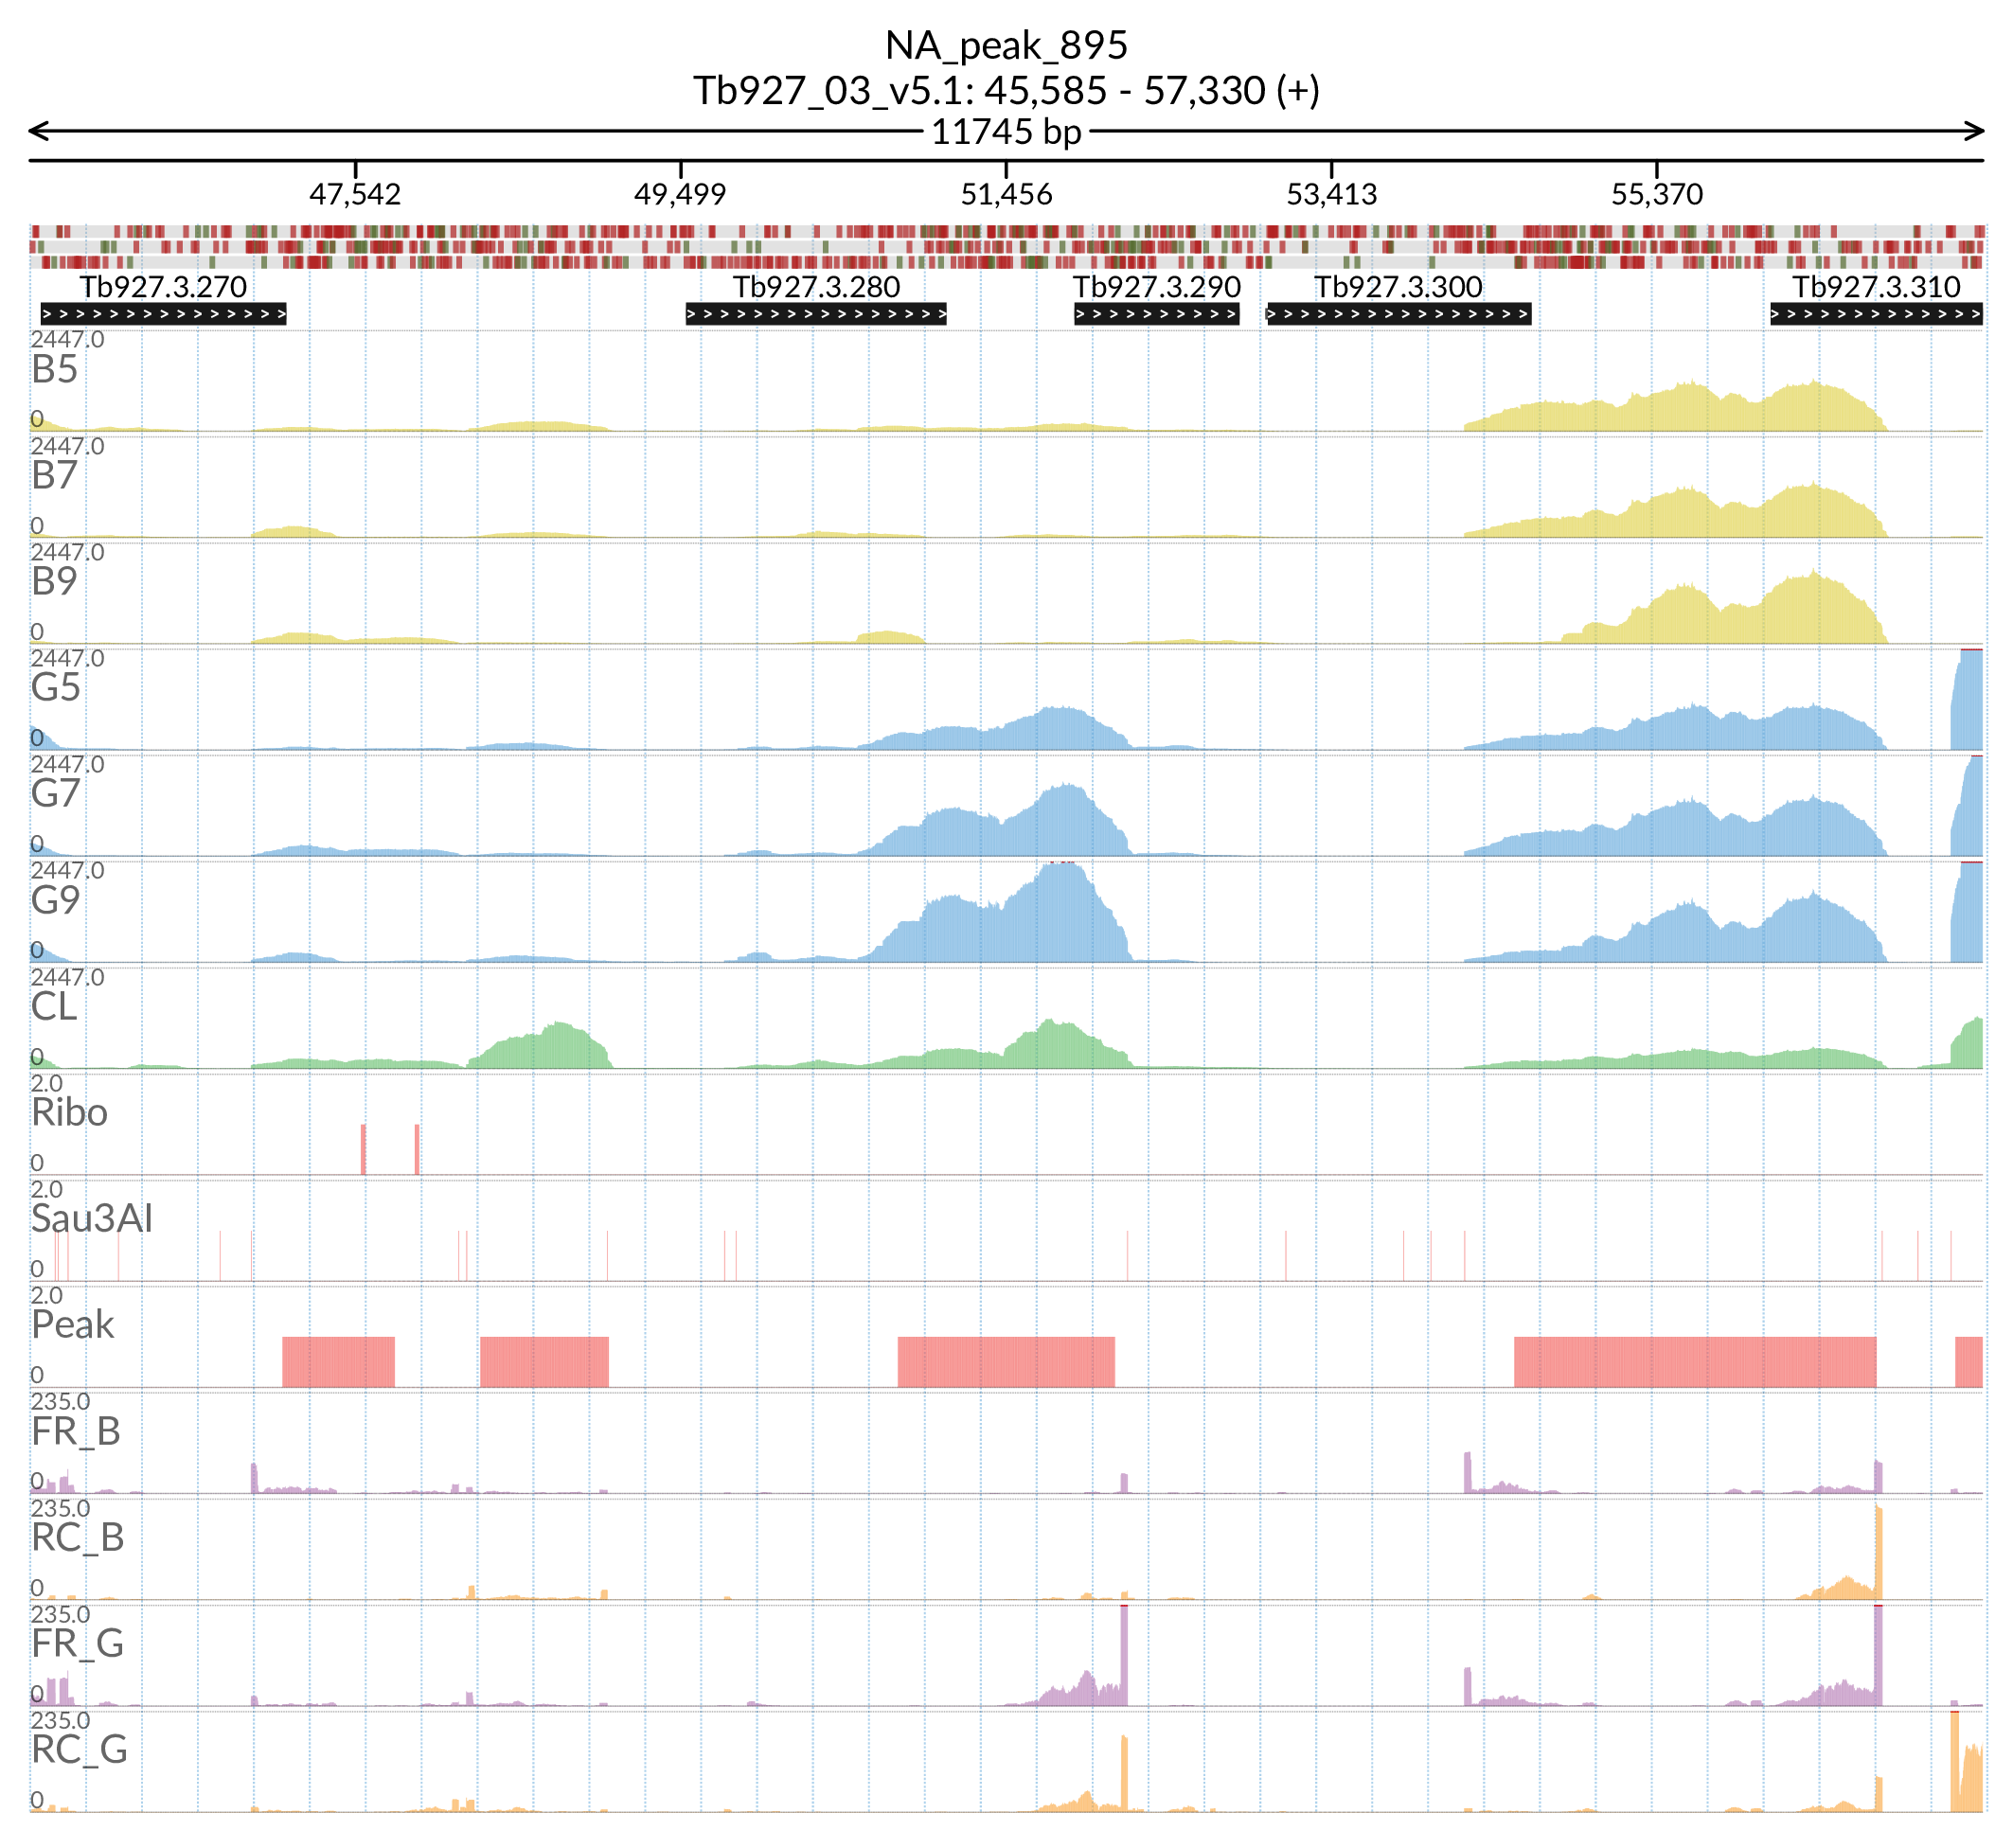 NA_peak_895
Tb927_03_v5.1: 45,585 - 57,330 (+)
11745 bp
47,542 49,499 51,456 53,413 55,370
Tb927.3.270 Tb927.3.280 Tb927.3.290 Tb927.3.300 Tb927.3.310
2447.0
B5
0
2447.0
B7
0
2447.0
B9
0
2447.0
G5
0
2447.0
G7
0
2447.0
G9
0
2447.0
CL
0
2.0
Ribo
0
2.0
Sau3AI
0
2.0
Peak
0
235.0
FR_B
0
235.0
RC_B
0
235.0
FR_G
0
235.0
RC_G
0